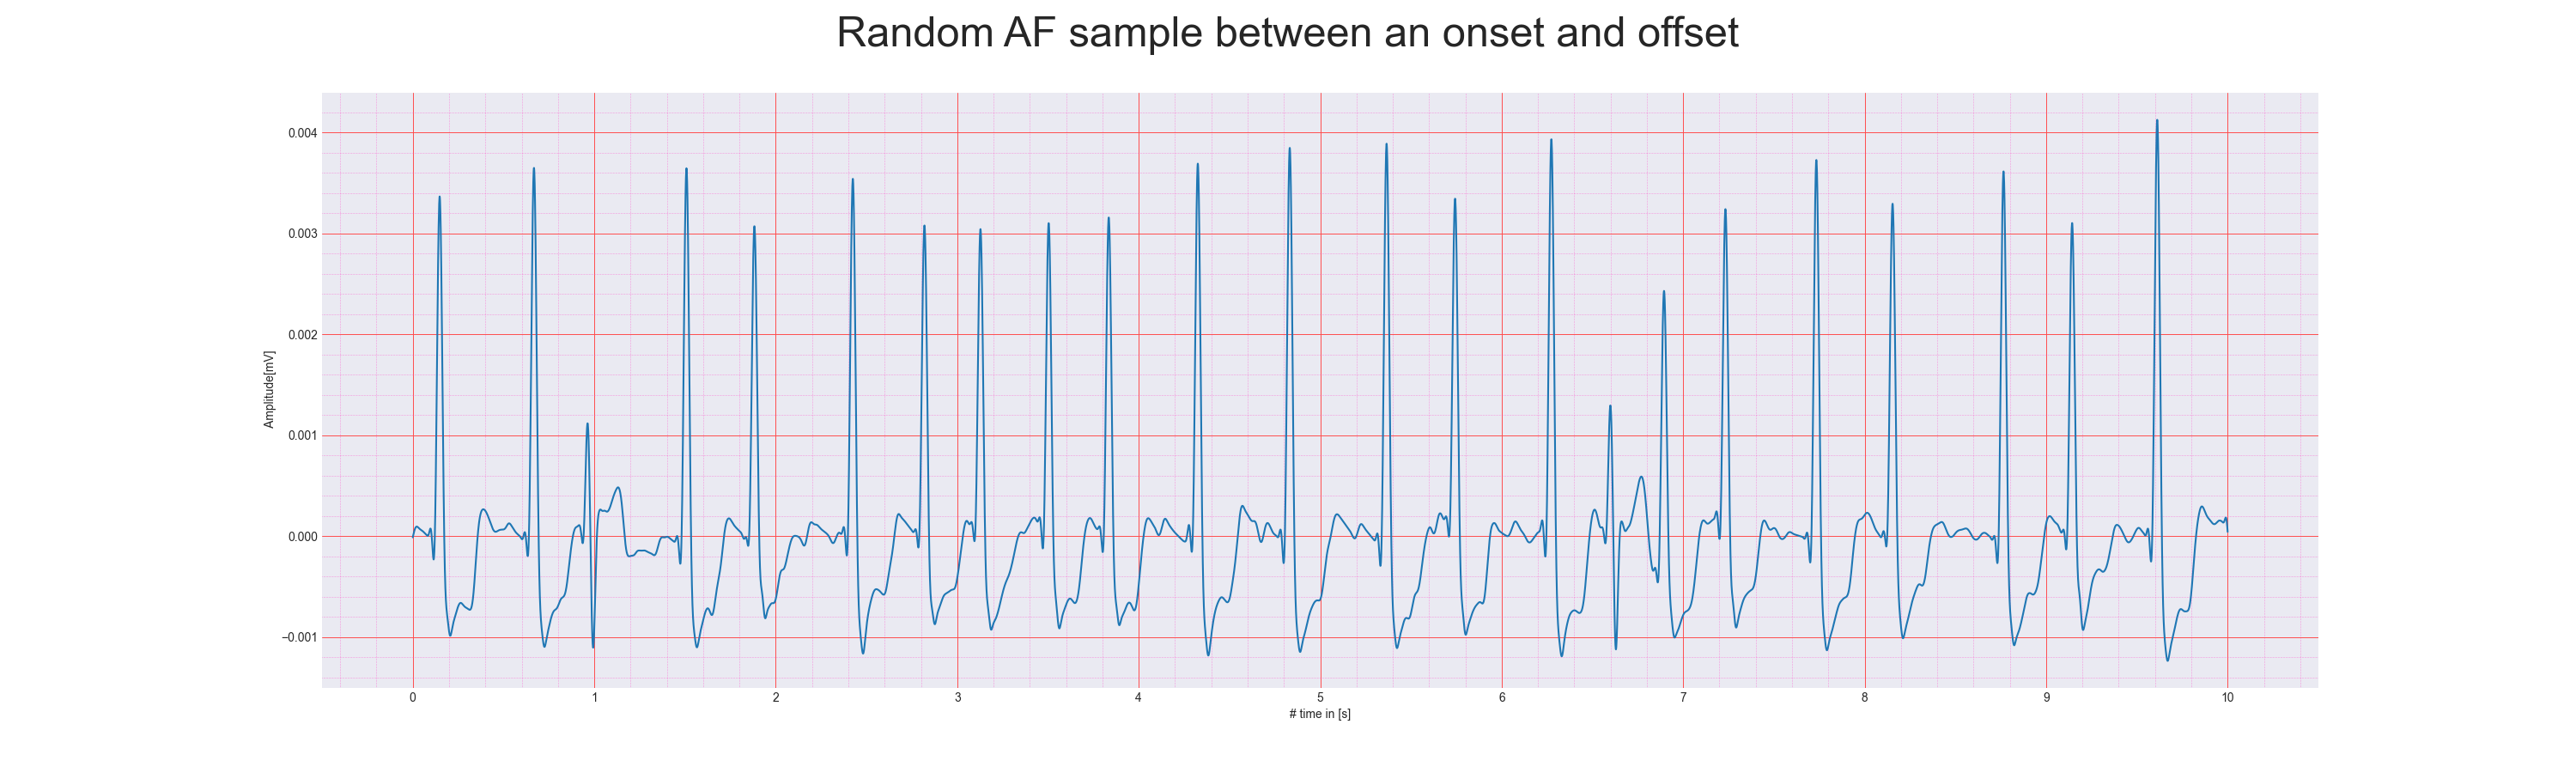 Random AF sample between an onset and offset
0.004
0.003
0.002
0.001
0.000
−0.001
Amplitude[mV]
0 1 2 3 4 5 6 7 8 9 10
# time in [s]